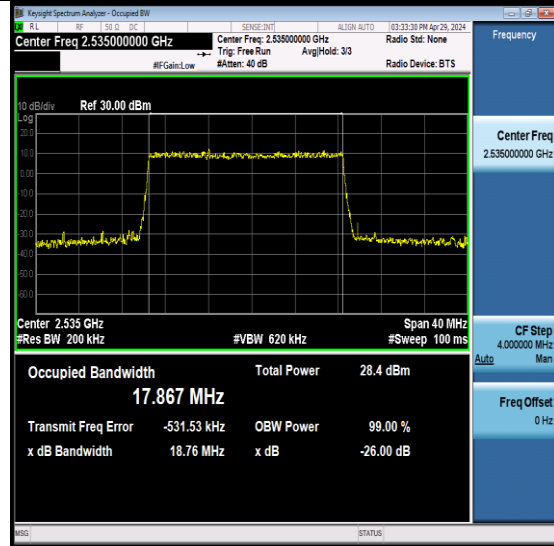 Keysight Spectrum Analyzer - Occupied BW
RL RF 50 Ω DC SENSE:INT ALIGN AUTO 03:33:38 PM Apr 29, 2024
Center Freq 2.535000000 GHz
Center Freq: 2.535000000 GHz
Radio Std: None
Trig: Free Run Avg|Hold: 3/3
#IFGain:Low #Atten: 40 dB Radio Device: BTS
10 dB/div Ref 30.00 dBm
Log
20.0
10.0
0.00
-10.0
-20.0
-30.0
-40.0
-50.0
-60.0
Center 2.535 GHz Span 40 MHz
#Res BW 200 kHz #VBW 620 kHz #Sweep 100 ms
Occupied Bandwidth Total Power 28.4 dBm
17.867 MHz
Transmit Freq Error -531.53 kHz OBW Power 99.00 %
x dB Bandwidth 18.76 MHz x dB -26.00 dB
MSG STATUS
Frequency
Center Freq
2.535000000 GHz
CF Step
4.000000 MHz
Auto Man
Freq Offset
0 Hz